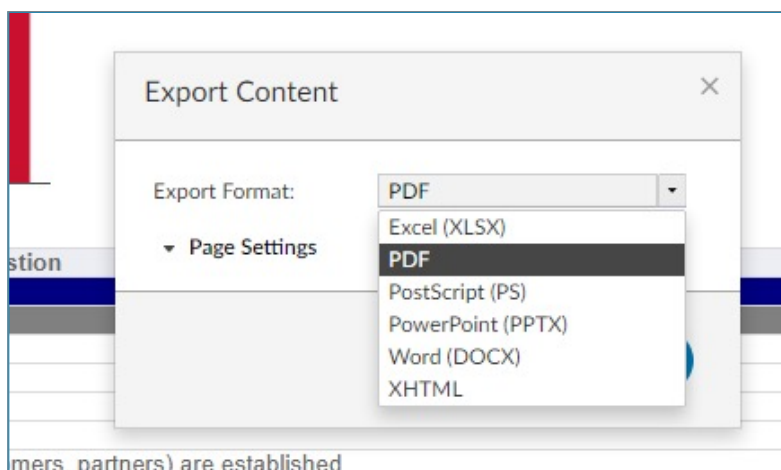 Export Content
Export Format:
PDF
Excel (XLSX)
Page Settings
stion
PDF
PostScript (PS)
PowerPoint (PPTX)
Word (DOCX)
XHTML
mers, partners) are established